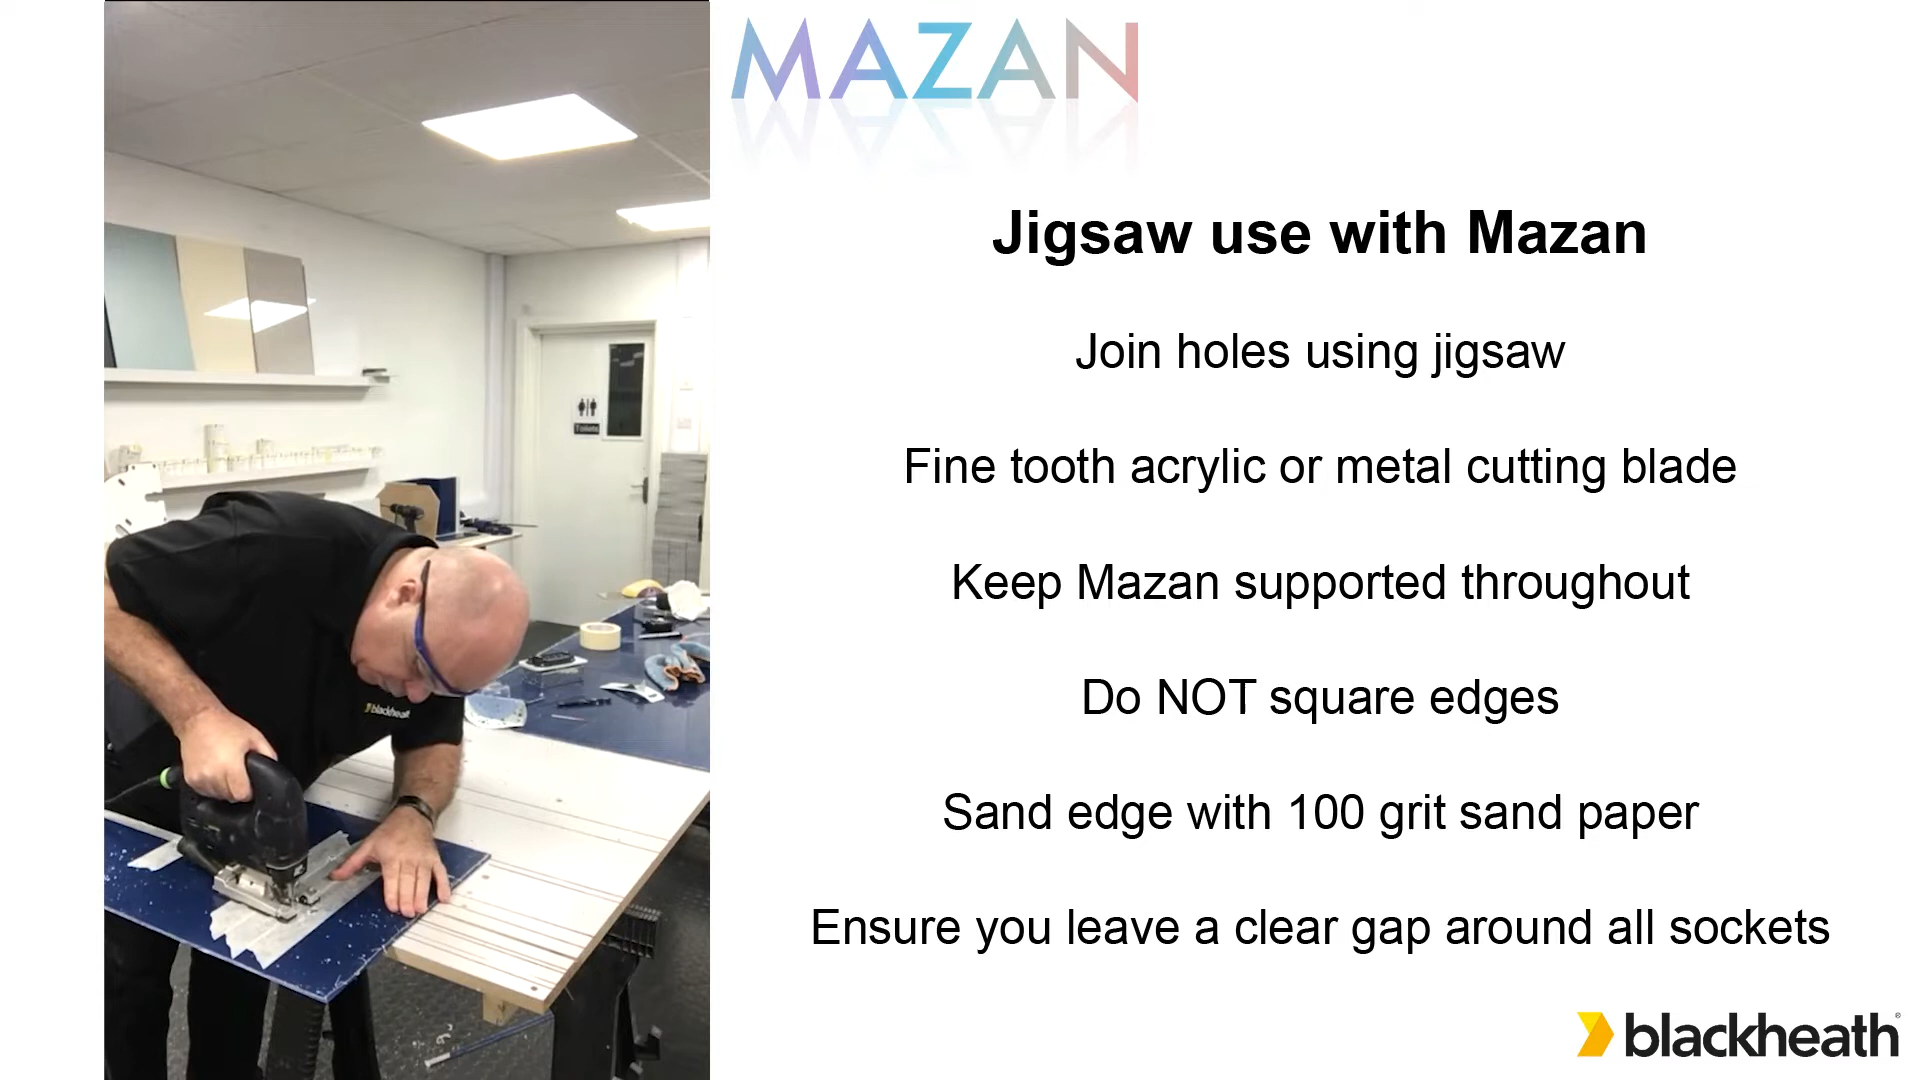 MAZAN
Jigsaw use with Mazan
Join holes using jigsaw
Fine tooth acrylic or metal cutting blade
Keep Mazan supported throughout
Do NOT square edges
Sand edge with 100 grit sand paper
Ensure you leave a clear gap around all sockets
blackheath®
Toilets
blackheath